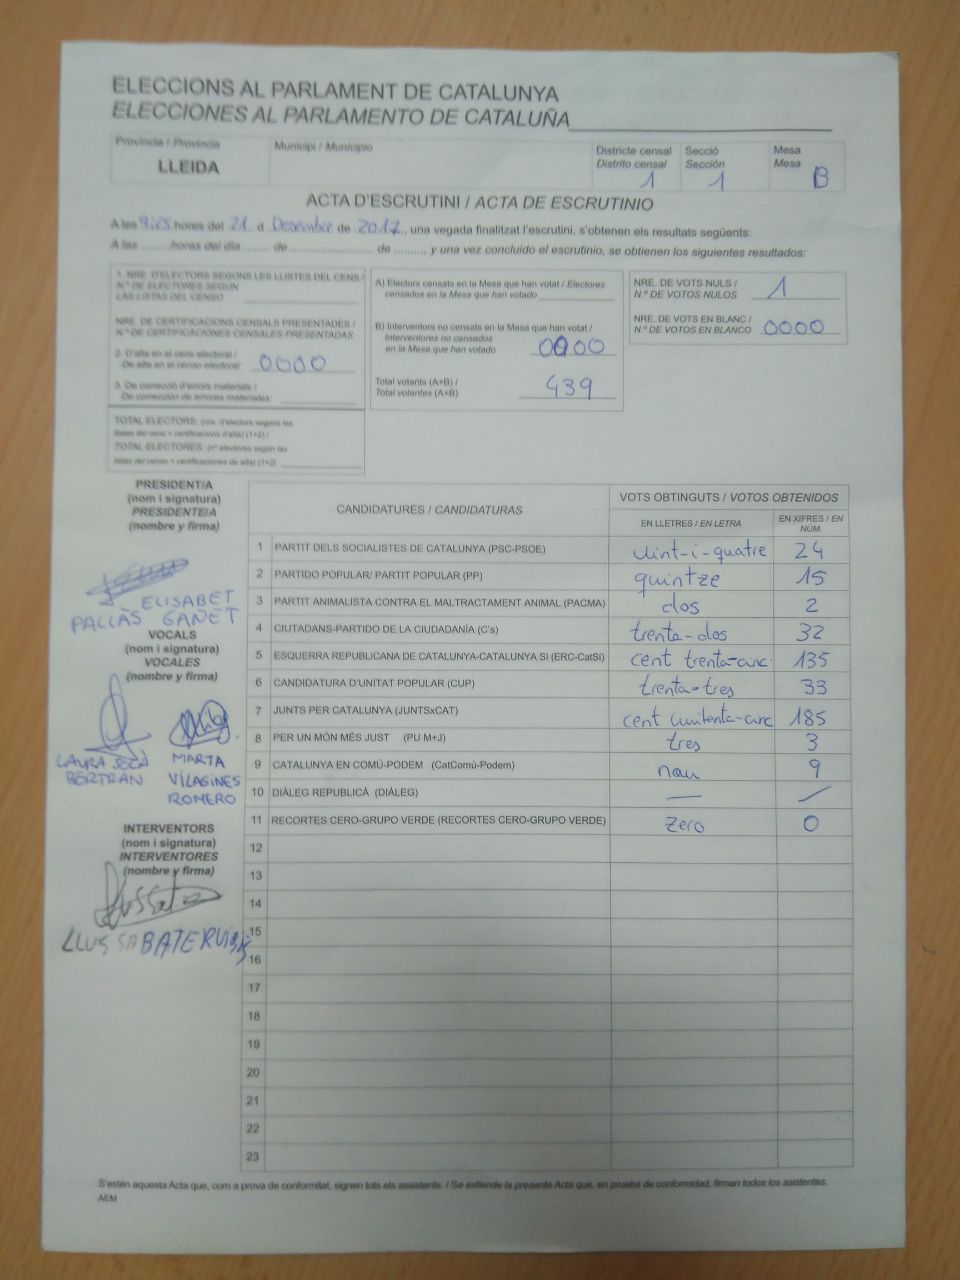 ELECCIONS AL PARLAMENT DE CATALUNYA
ELECCIONES AL PARLAMENTO DE CATALUÑA
Província / Provincia
LLEIDA
Municipi / Municipio
Districte censal
Distrito censal
1
Secció
Sección
1
Mesa
Mesa
B
ACTA D'ESCRUTINI / ACTA DE ESCRUTINIO
A les 9:25 hores del 21 d Desembre de 2017, una vegada finalitzat l'escrutini, s'obtenen els resultats següents:
A las ......... hores del día ....... de ........................ de ........, y una vez concluido el escrutinio, se obtienen los siguientes resultados:
1. NRE. D'ELECTORS SEGONS LES LLISTES DEL CENS /
N.º DE ELECTORES SEGÚN
LAS LISTAS DEL CENSO
NRE. DE CERTIFICACIONS CENSALS PRESENTADES /
N.º DE CERTIFICACIONES CENSALES PRESENTADAS
2. D'alta en el cens electoral /
De alta en el censo electoral: 0000
3. De correcció d'errors materials /
De corrección de errores materiales:
TOTAL ELECTORS: (nre. d'electors segons les
llistes del cens + certificacions d'alta) (1+2) /
TOTAL ELECTORES: (nº electores según las
listas del censo + certificaciones de alta) (1+2)
A) Electors censats en la Mesa que han votat / Electores
censados en la Mesa que han votado
B) Interventors no censats en la Mesa que han votat /
Interventores no censados
en la Mesa que han votado 0000
Total votants (A+B) /
Total votantes (A+B) 439
NRE. DE VOTS NULS /
N.º DE VOTOS NULOS 1
NRE. DE VOTS EN BLANC /
N.º DE VOTOS EN BLANCO 0000
PRESIDENT/A
(nom i signatura)
PRESIDENTE/A
(nombre y firma)
ELISABET
PALLÀS GAÑET
VOCALS
(nom i signatura)
VOCALES
(nombre y firma)
LAURA
BERTRAN
MARTA
VILAGINES
ROMERO
INTERVENTORS
(nom i signatura)
INTERVENTORES
(nombre y firma)
CANDIDATURES / CANDIDATURAS
VOTS OBTINGUTS / VOTOS OBTENIDOS
EN LLETRES / EN LETRA
EN XIFRES / EN NÚM.
1 PARTIT DELS SOCIALISTES DE CATALUNYA (PSC-PSOE) vint-i-quatre 24
2 PARTIDO POPULAR/ PARTIT POPULAR (PP) quintze 15
3 PARTIT ANIMALISTA CONTRA EL MALTRACTAMENT ANIMAL (PACMA) dos 2
4 CIUTADANS-PARTIDO DE LA CIUDADANÍA (C's) trenta-dos 32
5 ESQUERRA REPUBLICANA DE CATALUNYA-CATALUNYA SI (ERC-CatSI) cent trenta-cinc 135
6 CANDIDATURA D'UNITAT POPULAR (CUP) trenta-tres 33
7 JUNTS PER CATALUNYA (JUNTSxCAT) cent 185
8 PER UN MÓN MÉS JUST (PU M+J) tres 3
9 CATALUNYA EN COMÚ-PODEM (CatComú-Podem) nou 9
10 DIÀLEG REPUBLICÀ (DIÀLEG) — /
11 RECORTES CERO-GRUPO VERDE (RECORTES CERO-GRUPO VERDE) zero 0
12
13
14
15
16
17
18
19
20
21
22
23
S'estén aquesta Acta que, com a prova de conformitat, signen tots els assistents. / Se extiende la presente Acta que, en prueba de conformidad, firman todos los asistentes.
AEM